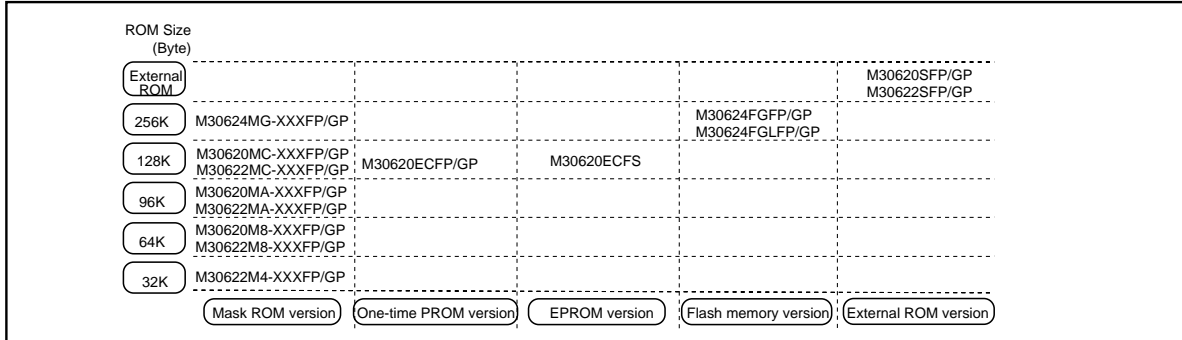 ROM Size
(Byte)
External
ROM
M30620SFP/GP
M30622SFP/GP
256K
M30624MG-XXXFP/GP
M30624FGFP/GP
M30624FGLFP/GP
128K
M30620MC-XXXFP/GP
M30622MC-XXXFP/GP
M30620ECFP/GP
M30620ECFS
96K
M30620MA-XXXFP/GP
M30622MA-XXXFP/GP
64K
M30620M8-XXXFP/GP
M30622M8-XXXFP/GP
32K
M30622M4-XXXFP/GP
Mask ROM version
One-time PROM version
EPROM version
Flash memory version
External ROM version